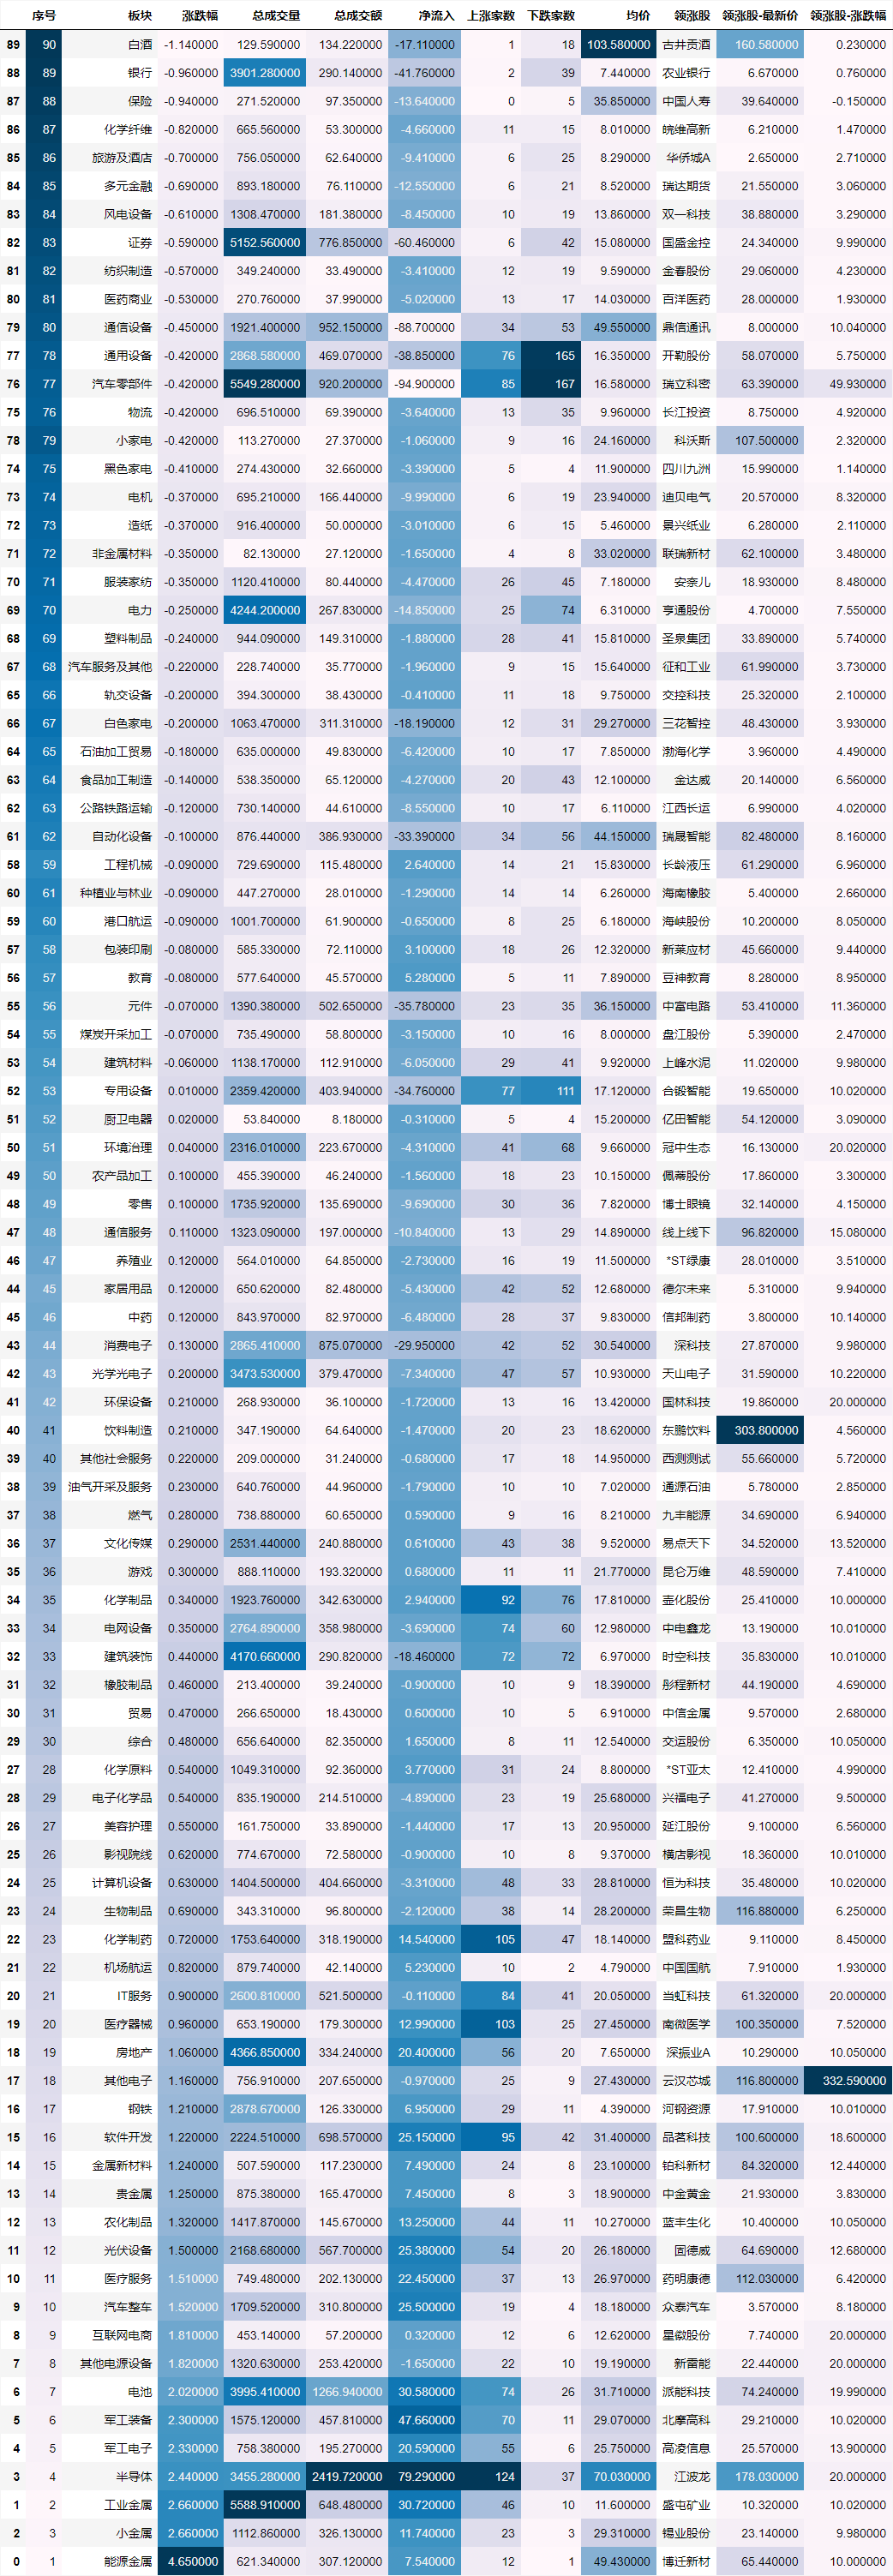 序号 板块 涨跌幅 总成交量 总成交额 净流入 上涨家数 下跌家数 均价 领涨股 领涨股-最新价 领涨股-涨跌幅
89 90 白酒 -1.140000 129.590000 134.220000 -17.110000 1 18 103.580000 古井贡酒 160.580000 0.230000
88 89 银行 -0.960000 3901.280000 290.140000 -41.760000 2 39 7.440000 农业银行 6.670000 0.760000
87 88 保险 -0.940000 271.520000 97.350000 -13.640000 0 5 35.850000 中国人寿 39.640000 -0.150000
86 87 化学纤维 -0.820000 665.560000 53.300000 -4.660000 11 15 8.010000 皖维高新 6.210000 1.470000
85 86 旅游及酒店 -0.700000 756.050000 62.640000 -9.410000 6 25 8.290000 华侨城A 2.650000 2.710000
84 85 多元金融 -0.690000 893.180000 76.110000 -12.550000 6 21 8.520000 瑞达期货 21.550000 3.060000
83 84 风电设备 -0.610000 1308.470000 181.380000 -8.450000 10 19 13.860000 双一科技 38.880000 3.290000
82 83 证券 -0.590000 5152.560000 776.850000 -60.460000 6 42 15.080000 国盛金控 24.340000 9.990000
81 82 纺织制造 -0.570000 349.240000 33.490000 -3.410000 12 19 9.590000 金春股份 29.060000 4.230000
80 81 医药商业 -0.530000 270.760000 37.990000 -5.020000 13 17 14.030000 百洋医药 28.000000 1.930000
79 80 通信设备 -0.450000 1921.400000 952.150000 -88.700000 34 53 49.550000 鼎信通讯 8.000000 10.040000
77 78 通用设备 -0.420000 2868.580000 469.070000 -38.850000 76 165 16.350000 开勒股份 58.070000 5.750000
76 77 汽车零部件 -0.420000 5549.280000 920.200000 -94.900000 85 167 16.580000 瑞立科密 63.390000 49.930000
75 76 物流 -0.420000 696.510000 69.390000 -3.640000 13 35 9.960000 长江投资 8.750000 4.920000
78 79 小家电 -0.420000 113.270000 27.370000 -1.060000 9 16 24.160000 科沃斯 107.500000 2.320000
74 75 黑色家电 -0.410000 274.430000 32.660000 -3.390000 5 4 11.900000 四川九洲 15.990000 1.140000
73 74 电机 -0.370000 695.210000 166.440000 -9.990000 6 19 23.940000 迪贝电气 20.570000 8.320000
72 73 造纸 -0.370000 916.400000 50.000000 -3.010000 6 15 5.460000 景兴纸业 6.280000 2.110000
71 72 非金属材料 -0.350000 82.130000 27.120000 -1.650000 4 8 33.020000 联瑞新材 62.100000 3.480000
70 71 服装家纺 -0.350000 1120.410000 80.440000 -4.470000 26 45 7.180000 安奈儿 18.930000 8.480000
69 70 电力 -0.250000 4244.200000 267.830000 -14.850000 25 74 6.310000 亨通股份 4.700000 7.550000
68 69 塑料制品 -0.240000 944.090000 149.310000 -1.880000 28 41 15.810000 圣泉集团 33.890000 5.740000
67 68 汽车服务及其他 -0.220000 228.740000 35.770000 -1.960000 9 15 15.640000 征和工业 61.990000 3.730000
65 66 轨交设备 -0.200000 394.300000 38.430000 -0.410000 11 18 9.750000 交控科技 25.320000 2.100000
66 67 白色家电 -0.200000 1063.470000 311.310000 -18.190000 12 31 29.270000 三花智控 48.430000 3.930000
64 65 石油加工贸易 -0.180000 635.000000 49.830000 -6.420000 10 17 7.850000 渤海化学 3.960000 4.490000
63 64 食品加工制造 -0.140000 538.350000 65.120000 -4.270000 20 43 12.100000 金达威 20.140000 6.560000
62 63 公路铁路运输 -0.120000 730.140000 44.610000 -8.550000 10 17 6.110000 江西长运 6.990000 4.020000
61 62 自动化设备 -0.100000 876.440000 386.930000 -33.390000 34 56 44.150000 瑞晟智能 82.480000 8.160000
58 59 工程机械 -0.090000 729.690000 115.480000 2.640000 14 21 15.830000 长龄液压 61.290000 6.960000
60 61 种植业与林业 -0.090000 447.270000 28.010000 -1.290000 14 14 6.260000 海南橡胶 5.400000 2.660000
59 60 港口航运 -0.090000 1001.700000 61.900000 -0.650000 8 25 6.180000 海峡股份 10.200000 8.050000
57 58 包装印刷 -0.080000 585.330000 72.110000 3.100000 18 26 12.320000 新莱应材 45.660000 9.440000
56 57 教育 -0.080000 577.640000 45.570000 5.280000 5 11 7.890000 豆神教育 8.280000 8.950000
55 56 元件 -0.070000 1390.380000 502.650000 -35.780000 23 35 36.150000 中富电路 53.410000 11.360000
54 55 煤炭开采加工 -0.070000 735.490000 58.800000 -3.150000 10 16 8.000000 盘江股份 5.390000 2.470000
53 54 建筑材料 -0.060000 1138.170000 112.910000 -6.050000 29 41 9.920000 上峰水泥 11.020000 9.980000
52 53 专用设备 0.010000 2359.420000 403.940000 -34.760000 77 111 17.120000 合锻智能 19.650000 10.020000
51 52 厨卫电器 0.020000 53.840000 8.180000 -0.310000 5 4 15.200000 亿田智能 54.120000 3.090000
50 51 环境治理 0.040000 2316.010000 223.670000 -4.310000 41 68 9.660000 冠中生态 16.130000 20.020000
49 50 农产品加工 0.100000 455.390000 46.240000 -1.560000 18 23 10.150000 佩蒂股份 17.860000 3.300000
48 49 零售 0.100000 1735.920000 135.690000 -9.690000 30 36 7.820000 博士眼镜 32.140000 4.150000
47 48 通信服务 0.110000 1323.090000 197.000000 -10.840000 13 29 14.890000 线上线下 96.820000 15.080000
46 47 养殖业 0.120000 564.010000 64.850000 -2.730000 16 19 11.500000 *ST绿康 28.010000 3.510000
44 45 家居用品 0.120000 650.620000 82.480000 -5.430000 42 52 12.680000 德尔未来 5.310000 9.940000
45 46 中药 0.120000 843.970000 82.970000 -6.480000 28 37 9.830000 信邦制药 3.800000 10.140000
43 44 消费电子 0.130000 2865.410000 875.070000 -29.950000 42 52 30.540000 深科技 27.870000 9.980000
42 43 光学光电子 0.200000 3473.530000 379.470000 -7.340000 47 57 10.930000 天山电子 31.590000 10.220000
41 42 环保设备 0.210000 268.930000 36.100000 -1.720000 13 16 13.420000 国林科技 19.860000 20.000000
40 41 饮料制造 0.210000 347.190000 64.640000 -1.470000 20 23 18.620000 东鹏饮料 303.800000 4.560000
39 40 其他社会服务 0.220000 209.000000 31.240000 -0.680000 17 18 14.950000 西测测试 55.660000 5.720000
38 39 油气开采及服务 0.230000 640.760000 44.960000 -1.790000 10 10 7.020000 通源石油 5.780000 2.850000
37 38 燃气 0.280000 738.880000 60.650000 0.590000 9 16 8.210000 九丰能源 34.690000 6.940000
36 37 文化传媒 0.290000 2531.440000 240.880000 0.610000 43 38 9.520000 易点天下 34.520000 13.520000
35 36 游戏 0.300000 888.110000 193.320000 0.680000 11 11 21.770000 昆仑万维 48.590000 7.410000
34 35 化学制品 0.340000 1923.760000 342.630000 2.940000 92 76 17.810000 壶化股份 25.410000 10.000000
33 34 电网设备 0.350000 2764.890000 358.980000 -3.690000 74 60 12.980000 中电鑫龙 13.190000 10.010000
32 33 建筑装饰 0.440000 4170.660000 290.820000 -18.460000 72 72 6.970000 时空科技 35.830000 10.010000
31 32 橡胶制品 0.460000 213.400000 39.240000 -0.900000 10 9 18.390000 彤程新材 44.190000 4.690000
30 31 贸易 0.470000 266.650000 18.430000 0.600000 10 5 6.910000 中信金属 9.570000 2.680000
29 30 综合 0.480000 656.640000 82.350000 1.650000 8 11 12.540000 交运股份 6.350000 10.050000
27 28 化学原料 0.540000 1049.310000 92.360000 3.770000 31 24 8.800000 *ST亚太 12.410000 4.990000
28 29 电子化学品 0.540000 835.190000 214.510000 -4.890000 23 19 25.680000 兴福电子 41.270000 9.500000
26 27 美容护理 0.550000 161.750000 33.890000 -1.440000 17 13 20.950000 延江股份 9.100000 6.560000
25 26 影视院线 0.620000 774.670000 72.580000 -0.900000 10 8 9.370000 横店影视 18.360000 10.010000
24 25 计算机设备 0.630000 1404.500000 404.660000 -3.310000 48 33 28.810000 恒为科技 35.480000 10.020000
23 24 生物制品 0.690000 343.310000 96.800000 -2.120000 38 14 28.200000 荣昌生物 116.880000 6.250000
22 23 化学制药 0.720000 1753.640000 318.190000 14.540000 105 47 18.140000 盟科药业 9.110000 8.450000
21 22 机场航运 0.820000 879.740000 42.140000 5.230000 10 2 4.790000 中国国航 7.910000 1.930000
20 21 IT服务 0.900000 2600.810000 521.500000 -0.110000 84 41 20.050000 当虹科技 61.320000 20.000000
19 20 医疗器械 0.960000 653.190000 179.300000 12.990000 103 25 27.450000 南微医学 100.350000 7.520000
18 19 房地产 1.060000 4366.850000 334.240000 20.400000 56 20 7.650000 深振业A 10.290000 10.050000
17 18 其他电子 1.160000 756.910000 207.650000 -0.970000 25 9 27.430000 云汉芯城 116.800000 332.590000
16 17 钢铁 1.210000 2878.670000 126.330000 6.950000 29 11 4.390000 河钢资源 17.910000 10.010000
15 16 软件开发 1.220000 2224.510000 698.570000 25.150000 95 42 31.400000 品茗科技 100.600000 18.600000
14 15 金属新材料 1.240000 507.590000 117.230000 7.490000 24 8 23.100000 铂科新材 84.320000 12.440000
13 14 贵金属 1.250000 875.380000 165.470000 7.450000 8 3 18.900000 中金黄金 21.930000 3.830000
12 13 农化制品 1.320000 1417.870000 145.670000 13.250000 44 11 10.270000 蓝丰生化 10.400000 10.050000
11 12 光伏设备 1.500000 2168.680000 567.700000 25.380000 54 20 26.180000 固德威 64.690000 12.680000
10 11 医疗服务 1.510000 749.480000 202.130000 22.450000 37 13 26.970000 药明康德 112.030000 6.420000
9 10 汽车整车 1.520000 1709.520000 310.800000 25.500000 19 4 18.180000 众泰汽车 3.570000 8.180000
8 9 互联网电商 1.810000 453.140000 57.200000 0.320000 12 6 12.620000 星徽股份 7.740000 20.000000
7 8 其他电源设备 1.820000 1320.630000 253.420000 -1.650000 22 10 19.190000 新雷能 22.440000 20.000000
6 7 电池 2.020000 3995.410000 1266.940000 30.580000 74 26 31.710000 派能科技 74.240000 19.990000
5 6 军工装备 2.300000 1575.120000 457.810000 47.660000 70 11 29.070000 北摩高科 29.210000 10.020000
4 5 军工电子 2.330000 758.380000 195.270000 20.590000 55 6 25.750000 高凌信息 25.570000 13.900000
3 4 半导体 2.440000 3455.280000 2419.720000 79.290000 124 37 70.030000 江波龙 178.030000 20.000000
1 2 工业金属 2.660000 5588.910000 648.480000 30.720000 46 10 11.600000 盛屯矿业 10.320000 10.020000
2 3 小金属 2.660000 1112.860000 326.130000 11.740000 23 3 29.310000 锡业股份 23.140000 9.980000
0 1 能源金属 4.650000 621.340000 307.120000 7.540000 12 1 49.430000 博迁新材 65.440000 10.000000